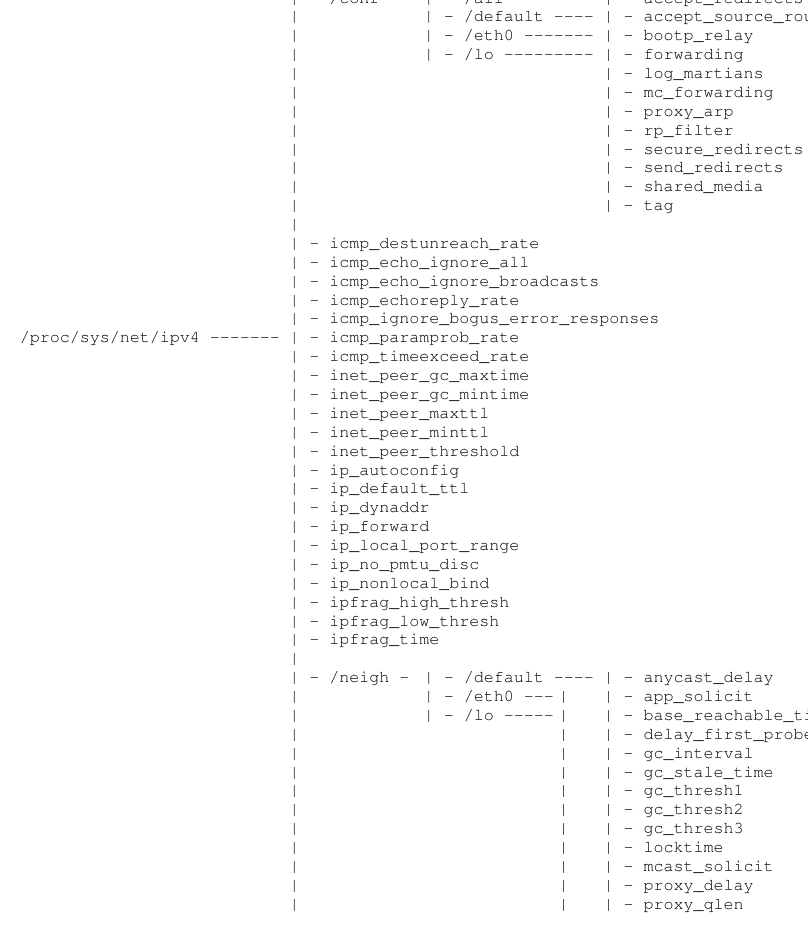 | - /default ---- | - accept_source_rou
| | - /eth0 ------- | - bootp_relay
| | - /lo --------- | - forwarding
| | - log_martians
| | - mc_forwarding
| | - proxy_arp
| | - rp_filter
| | - secure_redirects
| | - send_redirects
| | - shared_media
| | - tag
|
| - icmp_destunreach_rate
| - icmp_echo_ignore_all
| - icmp_echo_ignore_broadcasts
| - icmp_echoreply_rate
| - icmp_ignore_bogus_error_responses
/proc/sys/net/ipv4 ------- | - icmp_paramprob_rate
| - icmp_timeexceed_rate
| - inet_peer_gc_maxtime
| - inet_peer_gc_mintime
| - inet_peer_maxttl
| - inet_peer_minttl
| - inet_peer_threshold
| - ip_autoconfig
| - ip_default_ttl
| - ip_dynaddr
| - ip_forward
| - ip_local_port_range
| - ip_no_pmtu_disc
| - ip_nonlocal_bind
| - ipfrag_high_thresh
| - ipfrag_low_thresh
| - ipfrag_time
|
| - /neigh - | - /default ---- | - anycast_delay
| | - /eth0 --- | | - app_solicit
| | - /lo ----- | | - base_reachable_ti
| | | - delay_first_probe
| | | - gc_interval
| | | - gc_stale_time
| | | - gc_thresh1
| | | - gc_thresh2
| | | - gc_thresh3
| | | - locktime
| | | - mcast_solicit
| | | - proxy_delay
| | | - proxy_qlen